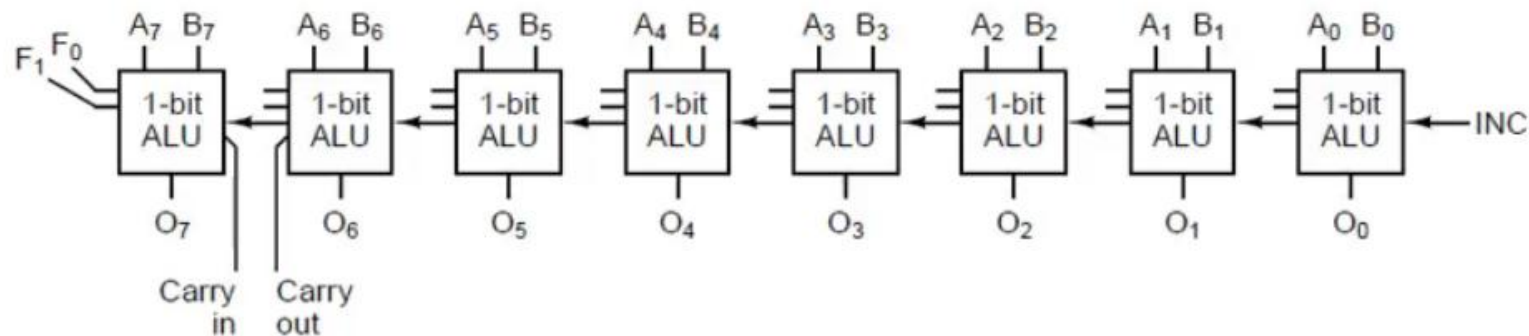 F₁ F₀ A₇ B₇ A₆ B₆ A₅ B₅ A₄ B₄ A₃ B₃ A₂ B₂ A₁ B₁ A₀ B₀
1-bit 1-bit 1-bit 1-bit 1-bit 1-bit 1-bit 1-bit
ALU ALU ALU ALU ALU ALU ALU ALU INC
O₇ O₆ O₅ O₄ O₃ O₂ O₁ O₀
Carry Carry
in out